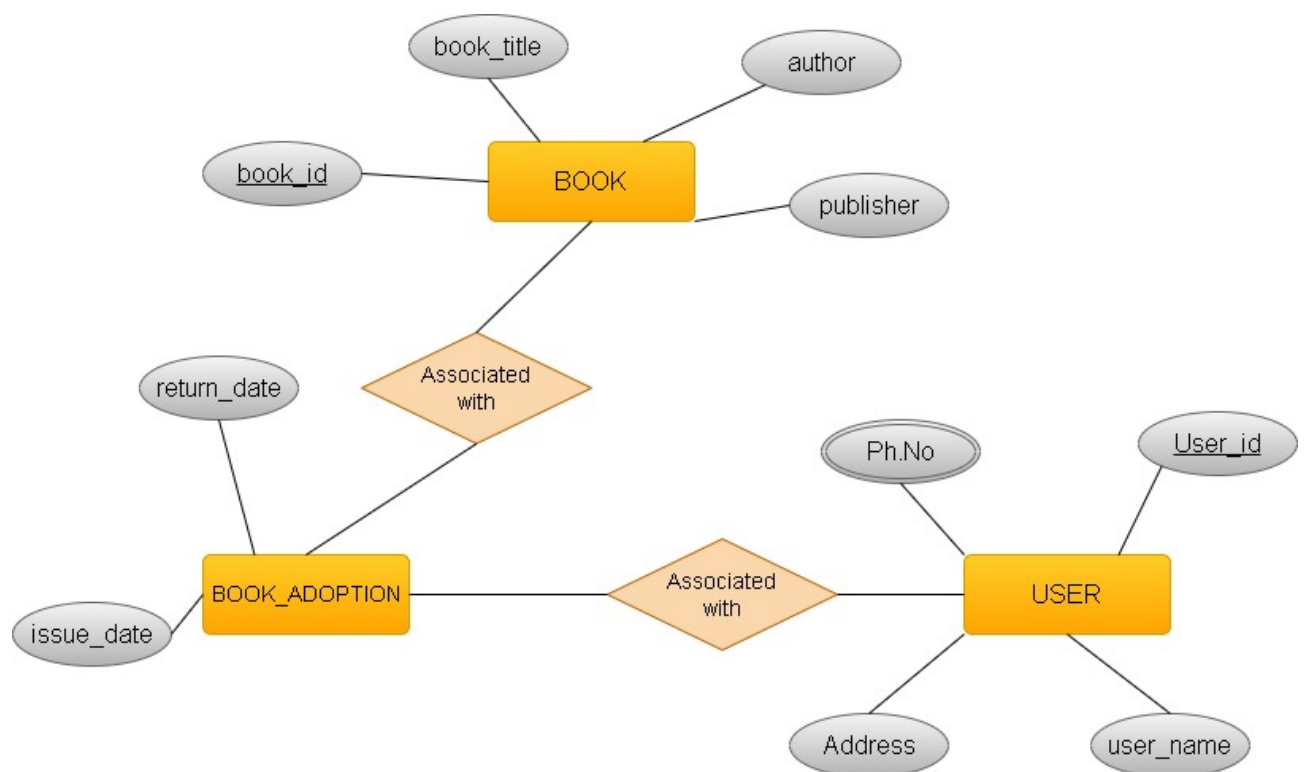 book_title
author
book_id
BOOK
publisher
Associated
with
return_date
Ph.No
User_id
BOOK_ADOPTION
Associated
with
USER
issue_date
Address
user_name